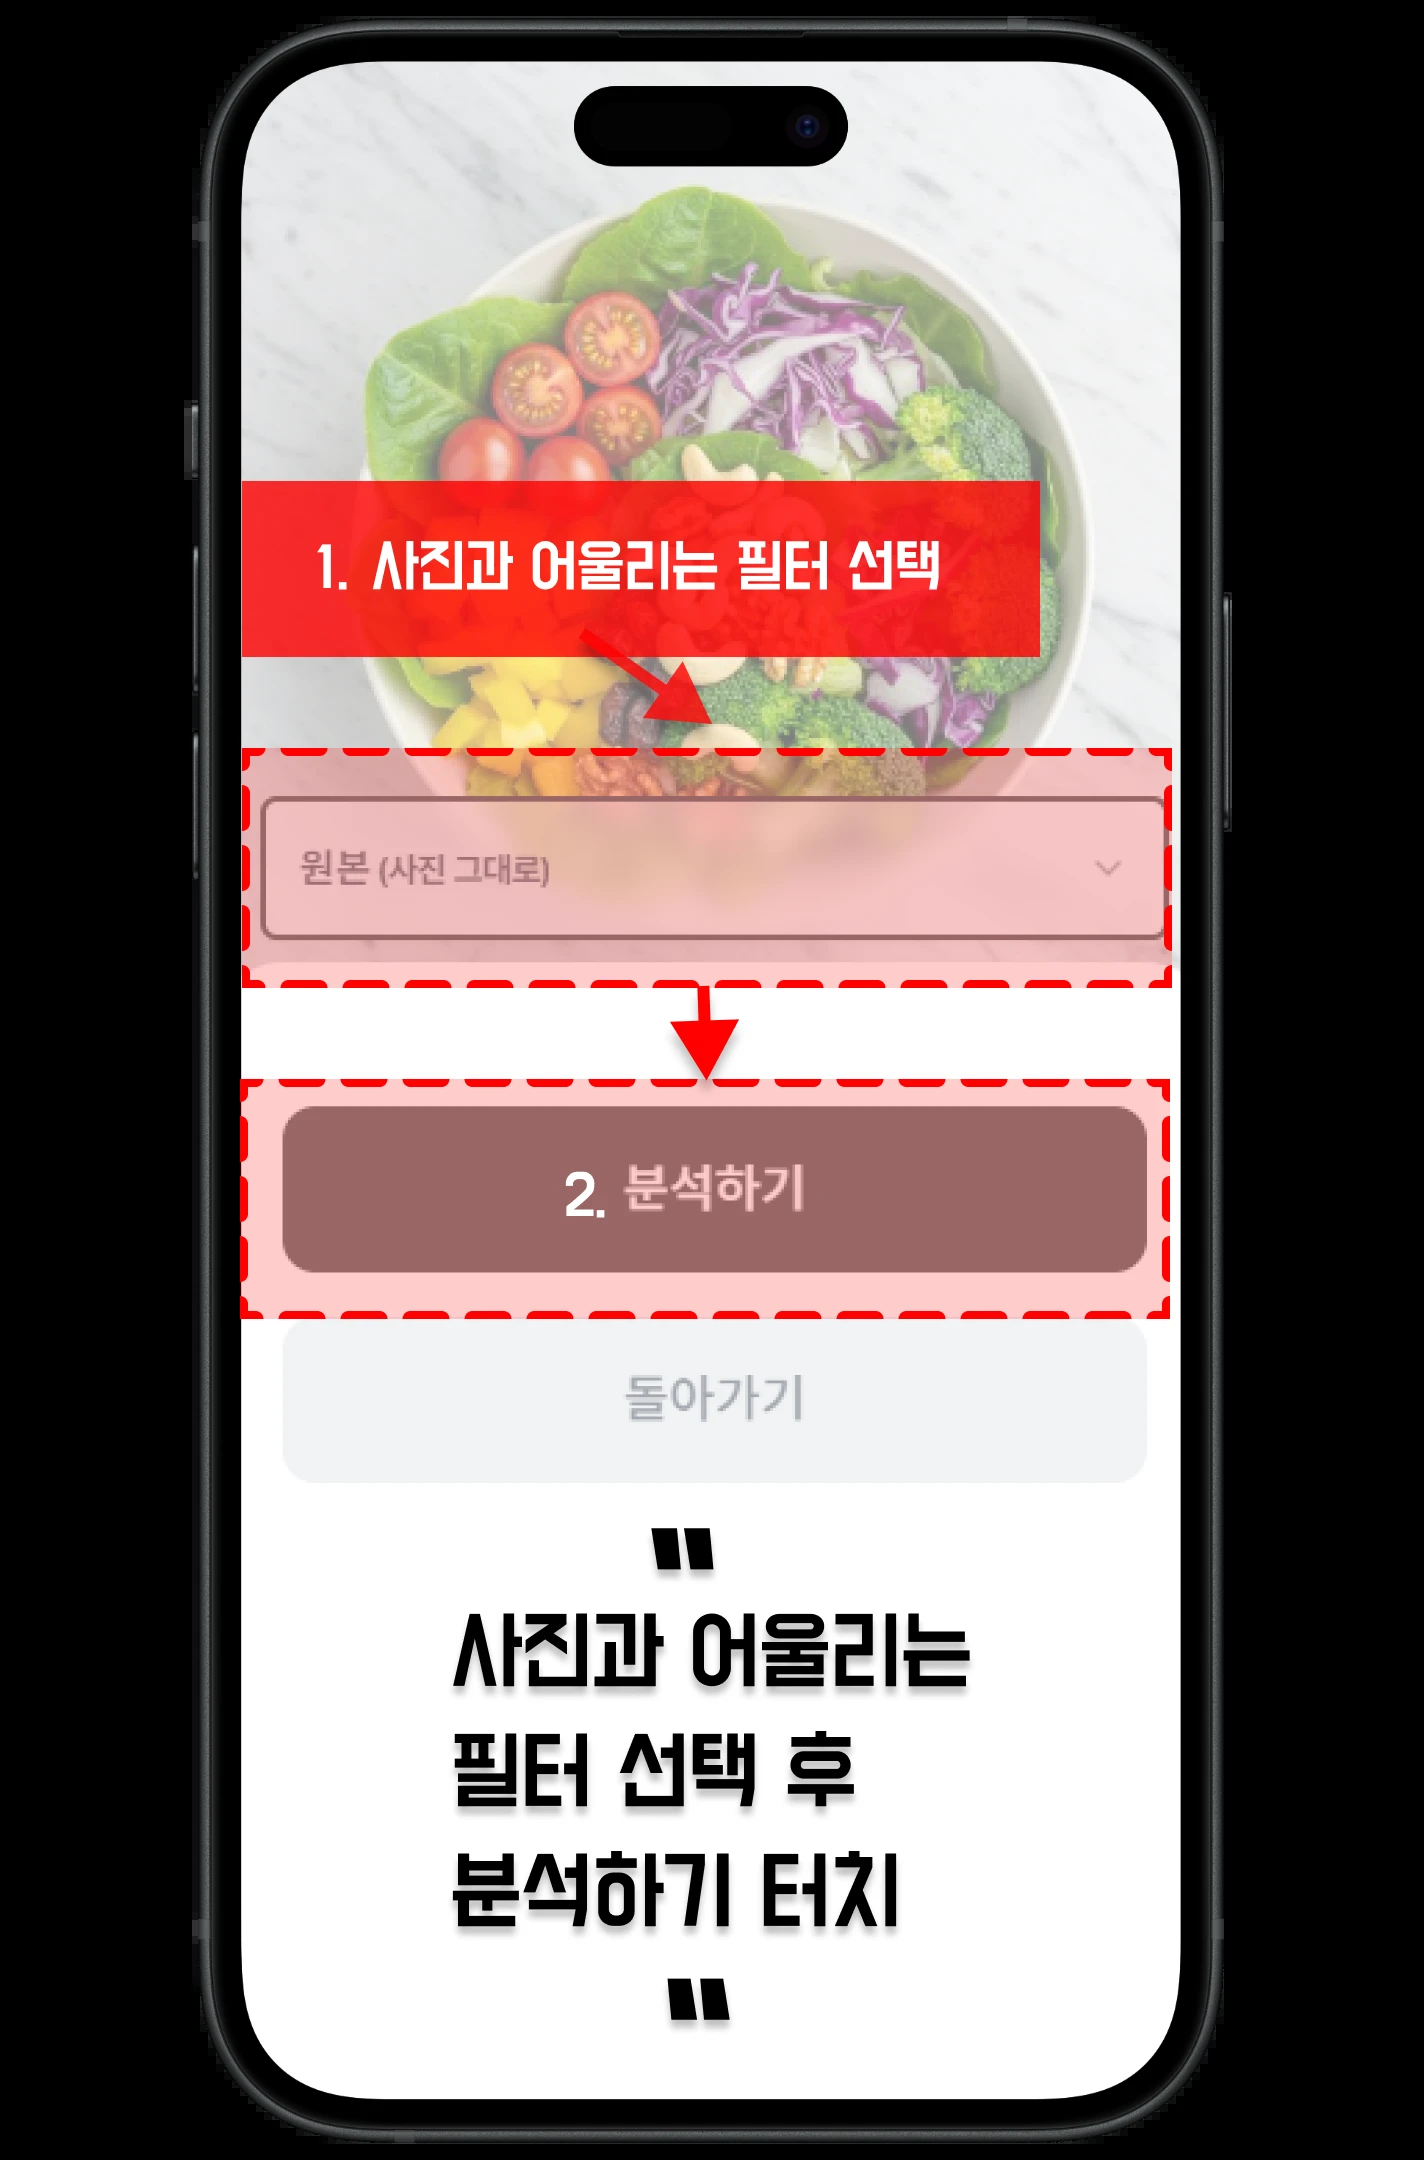 1. 사진과 어울리는 필터 선택
원본 (사진 그대로)
2. 분석하기
돌아가기
"
사진과 어울리는
필터 선택 후
분석하기 터치
"